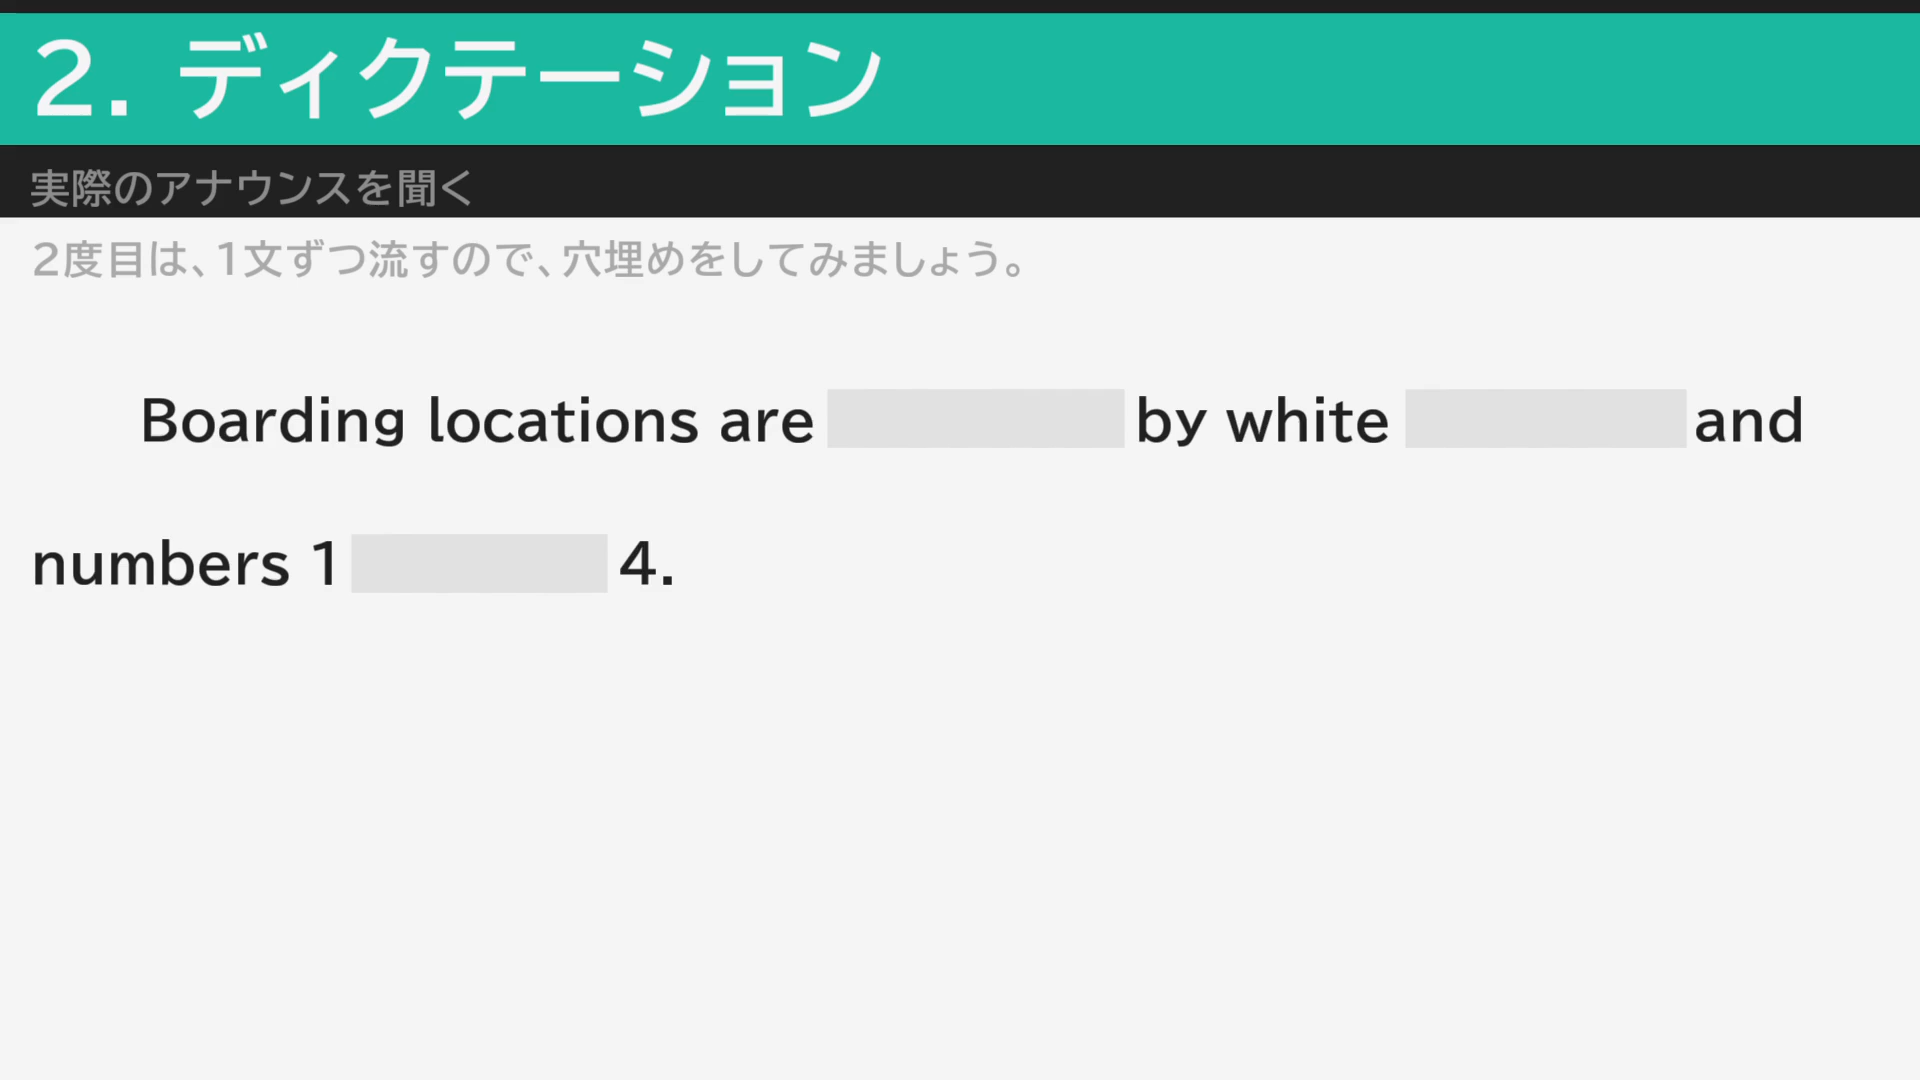 2. ディクテーション
実際のアナウンスを聞く
2度目は、1文ずつ流すので、穴埋めをしてみましょう。
Boarding locations are by white and
numbers 1 4.